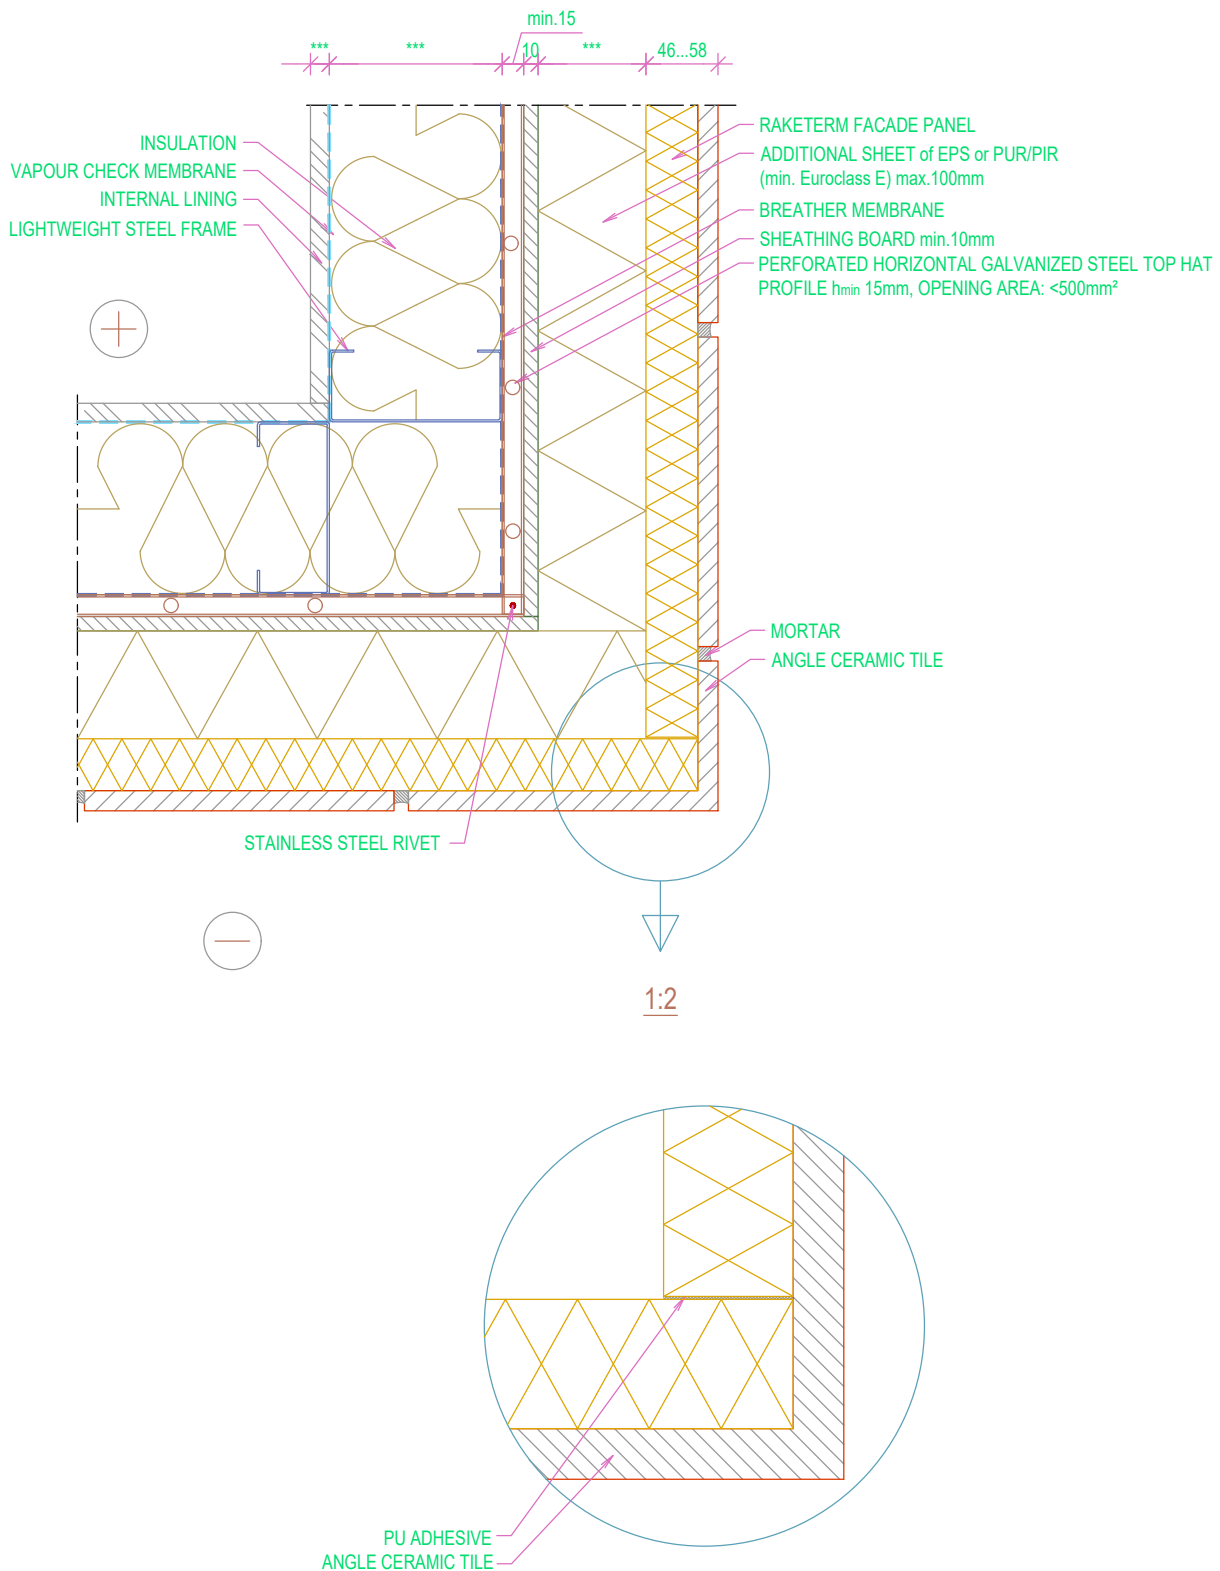 min.15
*** *** 10 *** 46...58
INSULATION
VAPOUR CHECK MEMBRANE
INTERNAL LINING
LIGHTWEIGHT STEEL FRAME
RAKETERM FACADE PANEL
ADDITIONAL SHEET of EPS or PUR/PIR
(min. Euroclass E) max.100mm
BREATHER MEMBRANE
SHEATHING BOARD min.10mm
PERFORATED HORIZONTAL GALVANIZED STEEL TOP HAT
PROFILE hmin 15mm, OPENING AREA: <500mm²
MORTAR
ANGLE CERAMIC TILE
STAINLESS STEEL RIVET
1:2
PU ADHESIVE
ANGLE CERAMIC TILE